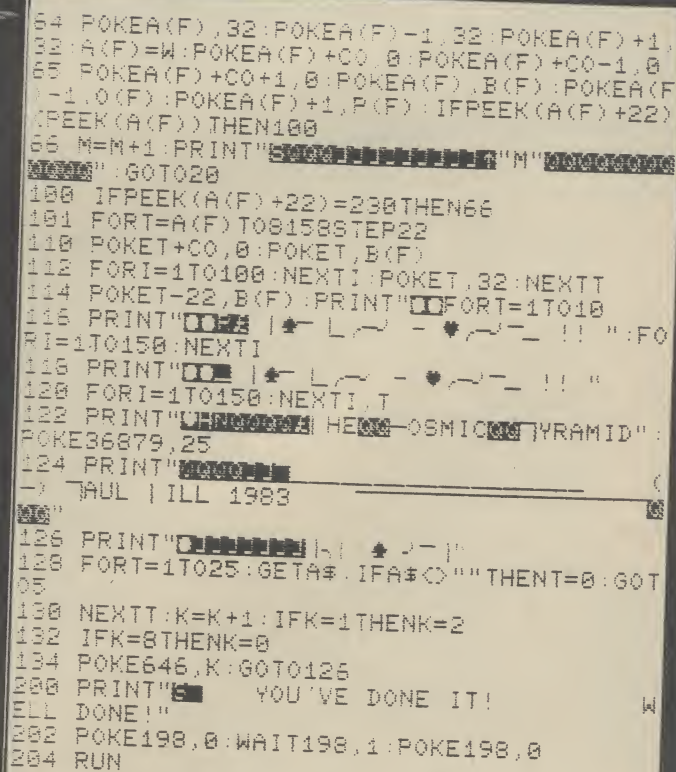 64 POKEA(F),32:POKEA(F)-1,32:POKEA(F)+1,
32:A(F)=W:POKEA(F)+CO,0:POKEA(F)+CO-1,0
65 POKEA(F)+CO+1,0:POKEA(F),B(F):POKEA(F
)-1,O(F):POKEA(F)+1,P(F):IFPEEK(A(F)+22)
<PEEK(A(F))THEN100
66 M=M+1:PRINT" "M"
":GOTO20
100 IFPEEK(A(F)+22)=230THEN66
101 FORT=A(F)TO8158STEP22
110 POKET+CO,0:POKET,B(F)
112 FORI=1TO100:NEXTI:POKET,32:NEXTT
114 POKET-22,B(F):PRINT" FORT=1TO10
116 PRINT" !! ":FO
RI=1TO150:NEXTI
118 PRINT" !! "
120 FORI=1TO150:NEXTI,T
122 PRINT" HE OSMIC YRAMID":
POKE36879,25
124 PRINT" (
) AUL ILL 1983
"
126 PRINT" "
128 FORT=1TO25:GETA$:IFA$<>""THENT=0:GOT
O5
130 NEXTT:K=K+1:IFK=1THENK=2
132 IFK=8THENK=0
134 POKE646,K:GOTO126
200 PRINT" YOU'VE DONE IT! W
ELL DONE!"
202 POKE198,0:WAIT198,1:POKE198,0
204 RUN